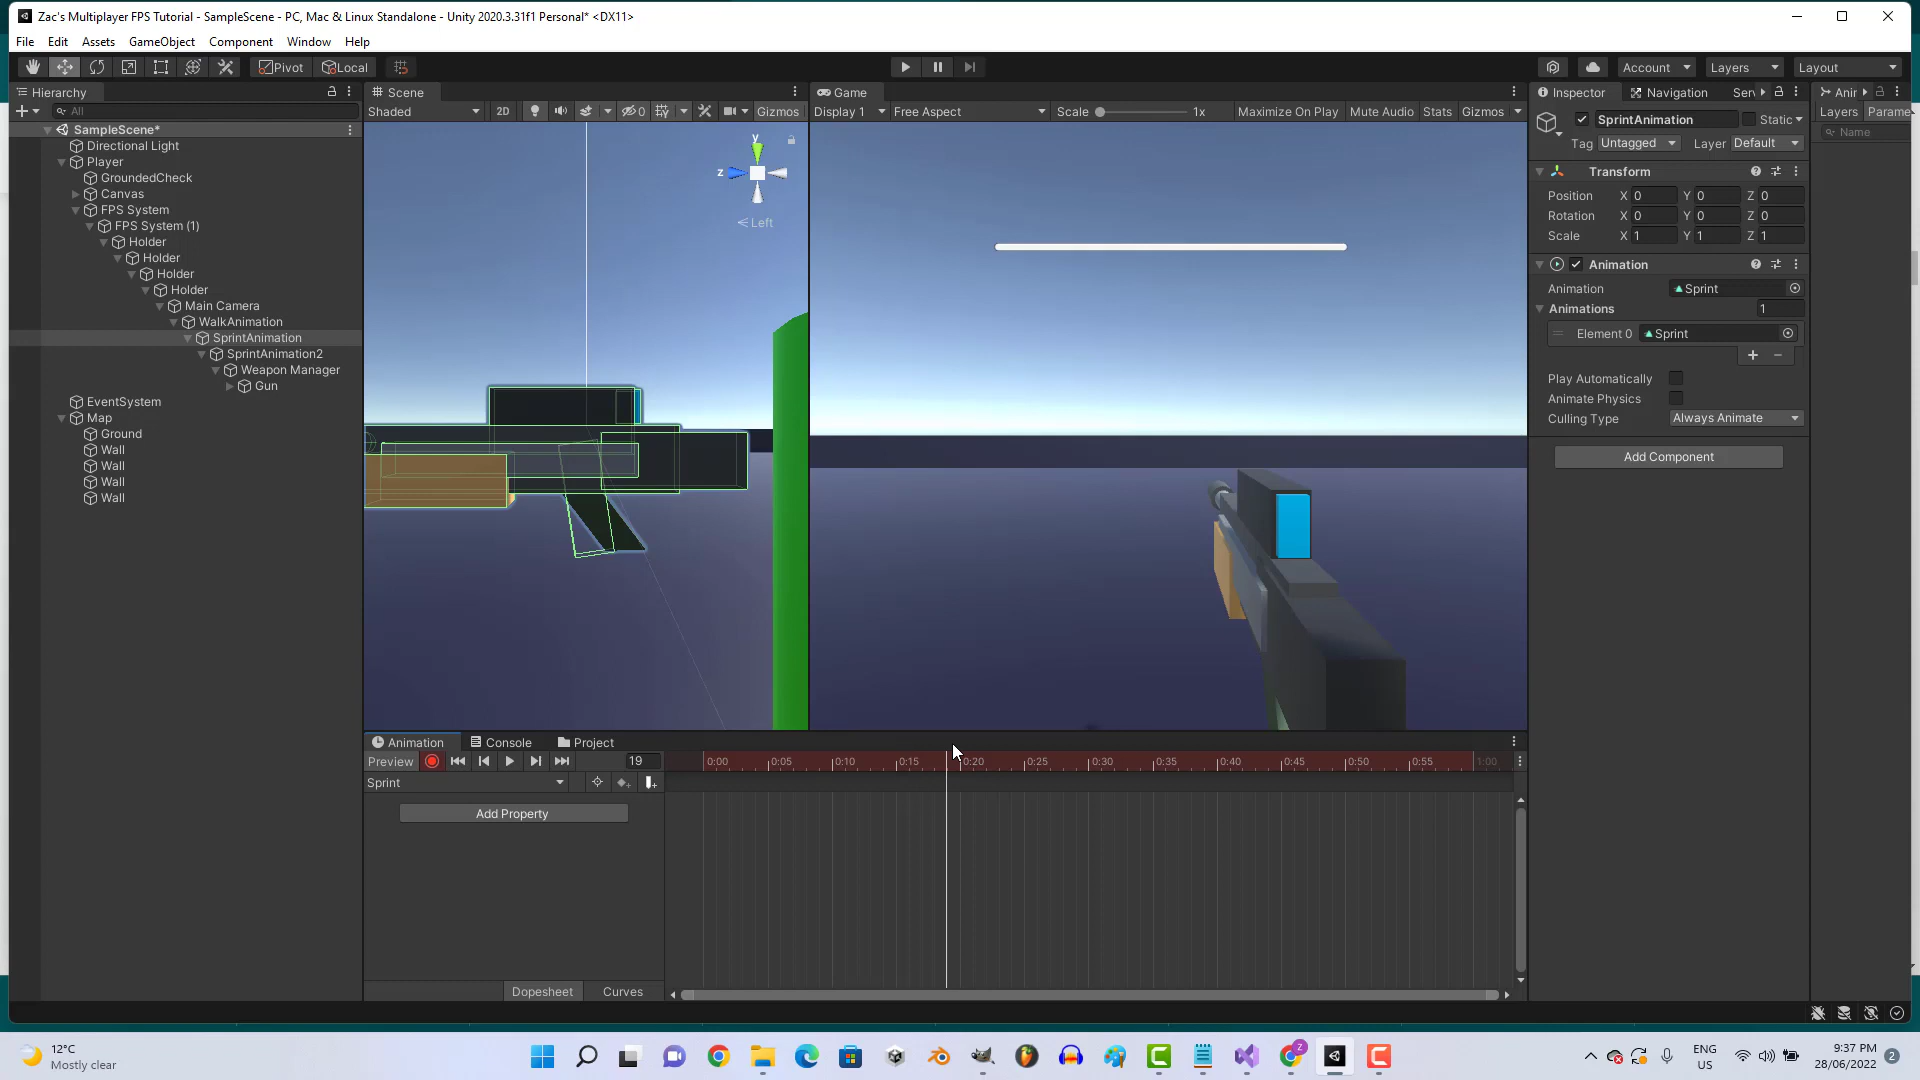 Zac's Multiplayer FPS Tutorial - SampleScene - PC, Mac & Linux Standalone - Unity 2020.3.31f1 Personal* <DX11>
File Edit Assets GameObject Component Window Help
Pivot Local Account Layers Layout
Hierarchy
All
SampleScene*
Directional Light
Player
GroundedCheck
Canvas
FPS System
FPS System (1)
Holder
Holder
Holder
Holder
Main Camera
WalkAnimation
SprintAnimation
SprintAnimation2
Weapon Manager
Gun
EventSystem
Map
Ground
Wall
Wall
Wall
Wall
Scene
Shaded 2D 0 Gizmos
y
z
Left
Game
Display 1 Free Aspect Scale 1x Maximize On Play Mute Audio Stats Gizmos
Inspector Navigation
SprintAnimation Static
Tag Untagged Layer Default
Transform
Position X 0 Y 0 Z 0
Rotation X 0 Y 0 Z 0
Scale X 1 Y 1 Z 1
Animation
Animation Sprint
Animations 1
Element 0 Sprint
Play Automatically
Animate Physics
Culling Type Always Animate
Add Component
Layers
Name
Animation Console Project
Preview 19
0:00 0:05 0:10 0:15 0:20 0:25 0:30 0:35 0:40 0:45 0:50 0:55 1:00
Sprint
Add Property
Dopesheet Curves
12°C
Mostly clear
Z
ENG
US
9:37 PM
28/06/2022
2